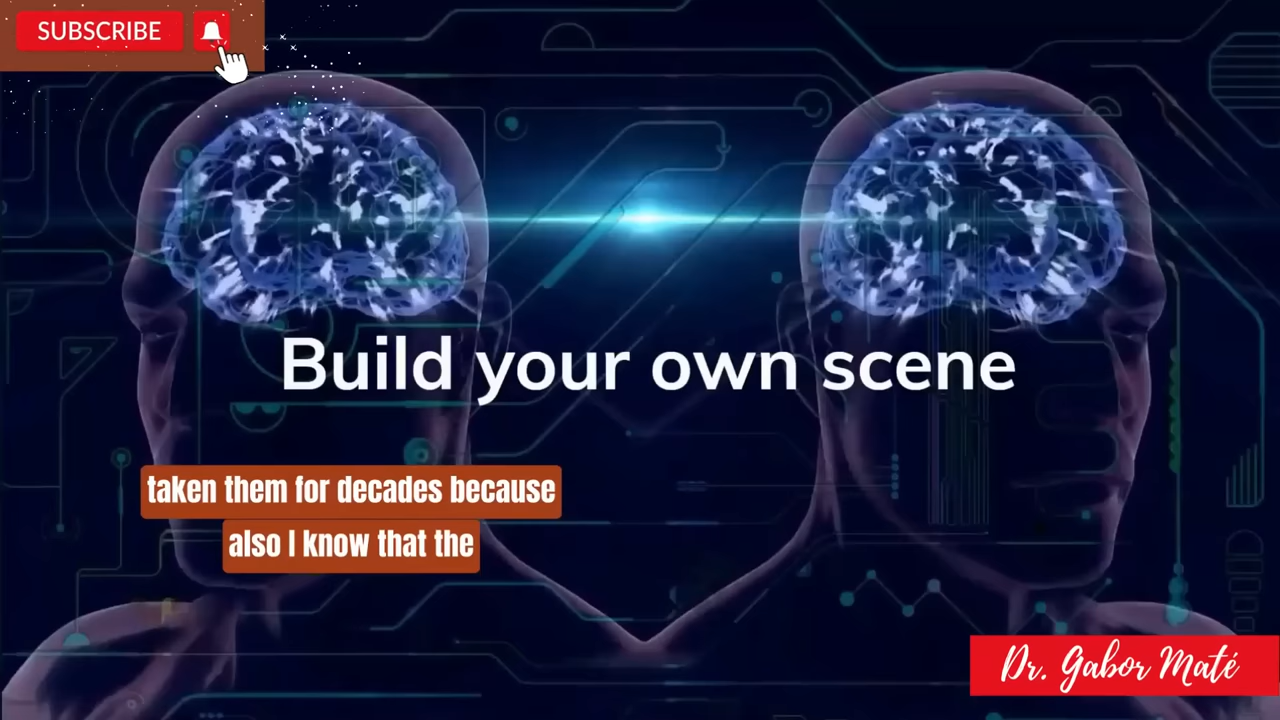 SUBSCRIBE
Build your own scene
taken them for decades because
also I know that the
Dr. Gabor Maté